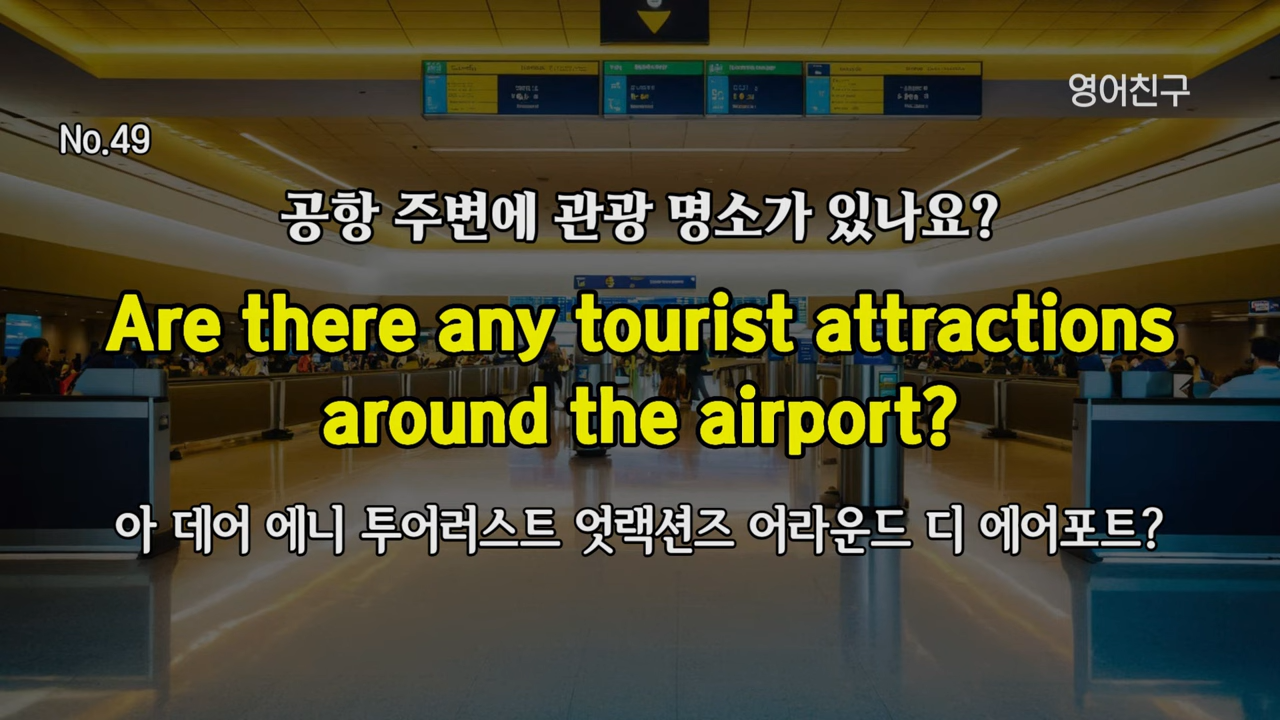 영어친구
No.49
공항 주변에 관광 명소가 있나요?
Are there any tourist attractions
around the airport?
아 데어 에니 투어러스트 엇랙션즈 어라운드 디 에어포트?